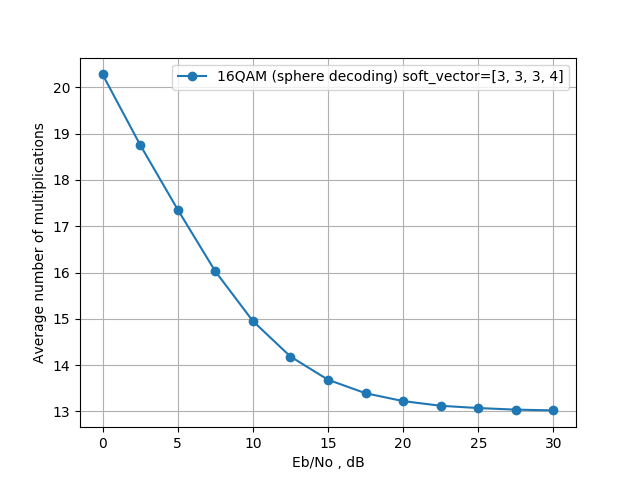 16QAM (sphere decoding) soft_vector=[3, 3, 3, 4]
Average number of multiplications
20
19
18
17
16
15
14
13
0 5 10 15 20 25 30
Eb/No , dB